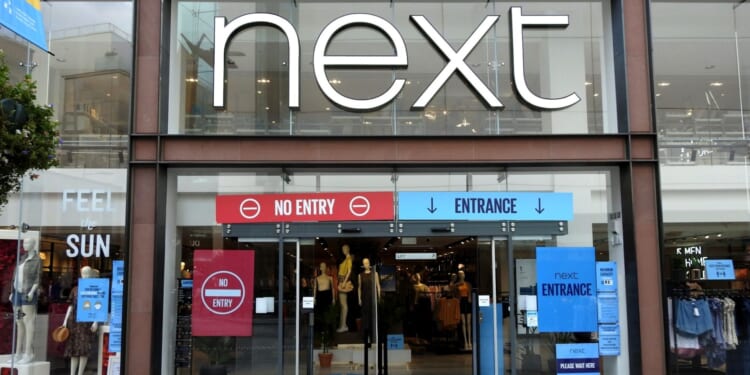 next
NO ENTRY
ENTRANCE
FEEL
the
SUN
NO
ENTRY
next
ENTRANCE
MEN
HOME
next
PLEASE WAIT HERE